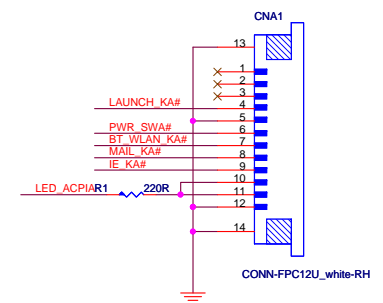 CNA1
13
1
2
3
LAUNCH_KA# 4
5
PWR_SWA# 6
BT_WLAN_KA# 7
MAIL_KA# 8
IE_KA# 9
10
LED_ACPIA R1 220R 11
12
14
CONN-FPC12U_white-RH